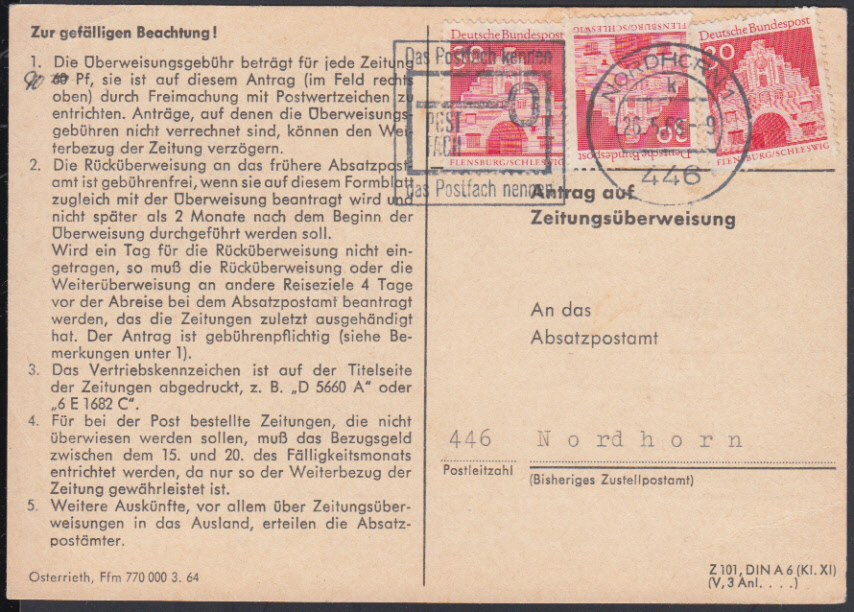 Zur gefälligen Beachtung!
1. Die Überweisungsgebühr beträgt für jede Zeitung
90 Pf, sie ist auf diesem Antrag (im Feld rechts
oben) durch Freimachung mit Postwertzeichen zu
entrichten. Anträge, auf denen die Überweisungs-
gebühren nicht verrechnet sind, können den Wei-
terbezug der Zeitung verzögern.
2. Die Rücküberweisung an das frühere Absatzpost-
amt ist gebührenfrei, wenn sie auf diesem Formblatt
zugleich mit der Überweisung beantragt wird und
nicht später als 2 Monate nach dem Beginn der
Überweisung durchgeführt werden soll.
Wird ein Tag für die Rücküberweisung nicht ein-
getragen, so muß die Rücküberweisung oder die
Weiterüberweisung an andere Reiseziele 4 Tage
vor der Abreise bei dem Absatzpostamt beantragt
werden, das die Zeitungen zuletzt ausgehändigt
hat. Der Antrag ist gebührenpflichtig (siehe Be-
merkungen unter 1).
3. Das Vertriebskennzeichen ist auf der Titelseite
der Zeitungen abgedruckt, z. B. „D 5660 A" oder
„6 E 1682 C".
4. Für bei der Post bestellte Zeitungen, die nicht
überwiesen werden sollen, muß das Bezugsgeld
zwischen dem 15. und 20. des Fälligkeitsmonats
entrichtet werden, da nur so der Weiterbezug der
Zeitung gewährleistet ist.
5. Weitere Auskünfte, vor allem über Zeitungsüber-
weisungen in das Ausland, erteilen die Absatz-
postämter.
Osterrieth, Ffm 770 000 3. 64
Deutsche Bundespost
FLENSBURG/SCHLESWIG
Deutsche Bundespost
30
FLENSBURG/SCHLESWIG
Deutsche Bundespost
30
FLENSBURG/SCHLESWIG
Das Postfach kennen
POST
FACH
das Postfach nennen
NORDHORN 1
k
446
Antrag auf
Zeitungsüberweisung
An das
Absatzpostamt
446 Nordhorn
Postleitzahl
(Bisheriges Zustellpostamt)
Z 101, DIN A 6 (Kl. XI)
(V, 3 Anl. . . . .)